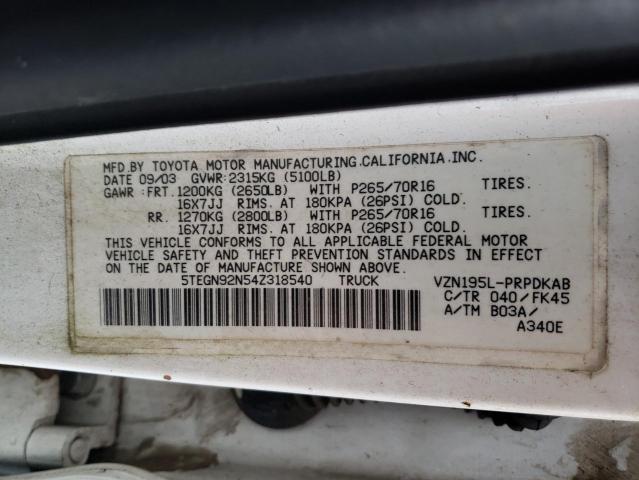 MFD.BY TOYOTA MOTOR MANUFACTURING.CALIFORNIA.INC.
DATE 09/03 GVWR:2315KG (5100LB)
GAWR: FRT. 1200KG (2650LB) WITH P265/70R16 TIRES.
16X7JJ RIMS. AT 180KPA (26PSI) COLD.
RR. 1270KG (2800LB) WITH P265/70R16 TIRES.
16X7JJ RIMS. AT 180KPA (26PSI) COLD.
THIS VEHICLE CONFORMS TO ALL APPLICABLE FEDERAL MOTOR
VEHICLE SAFETY AND THEFT PREVENTION STANDARDS IN EFFECT
ON THE DATE OF MANUFACTURE SHOWN ABOVE.
5TEGN92N54Z318540 TRUCK VZN195L-PRPDKAB
C/TR 040/FK45
A/TM B03A/
A340E